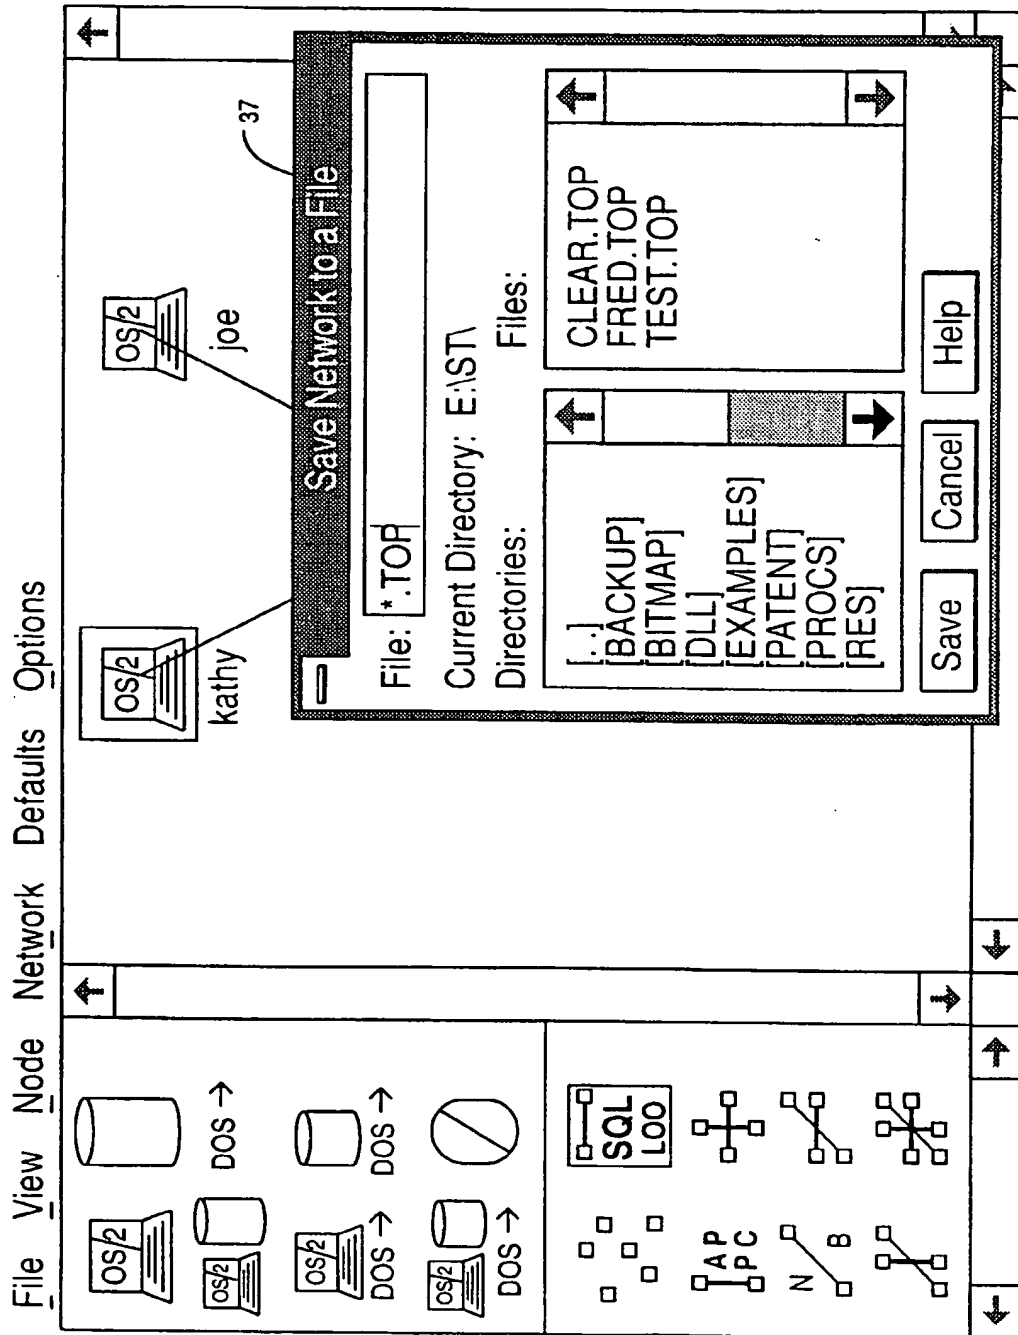 File View Node Network Defaults Options
OS/2
OS/2
DOS →
OS/2
DOS →
DOS →
OS/2
DOS →
SQL
LOO
AP
PC
N
B
OS/2
kathy
OS/2
joe
37
Save Network to a File
File: *.TOP
Current Directory: E:\ST\
Directories:
Files:
[..]
[BACKUP]
[BITMAP]
[DLL]
[EXAMPLES]
[PATENT]
[PROCS]
[RES]
CLEAR.TOP
FRED.TOP
TEST.TOP
Save
Cancel
Help